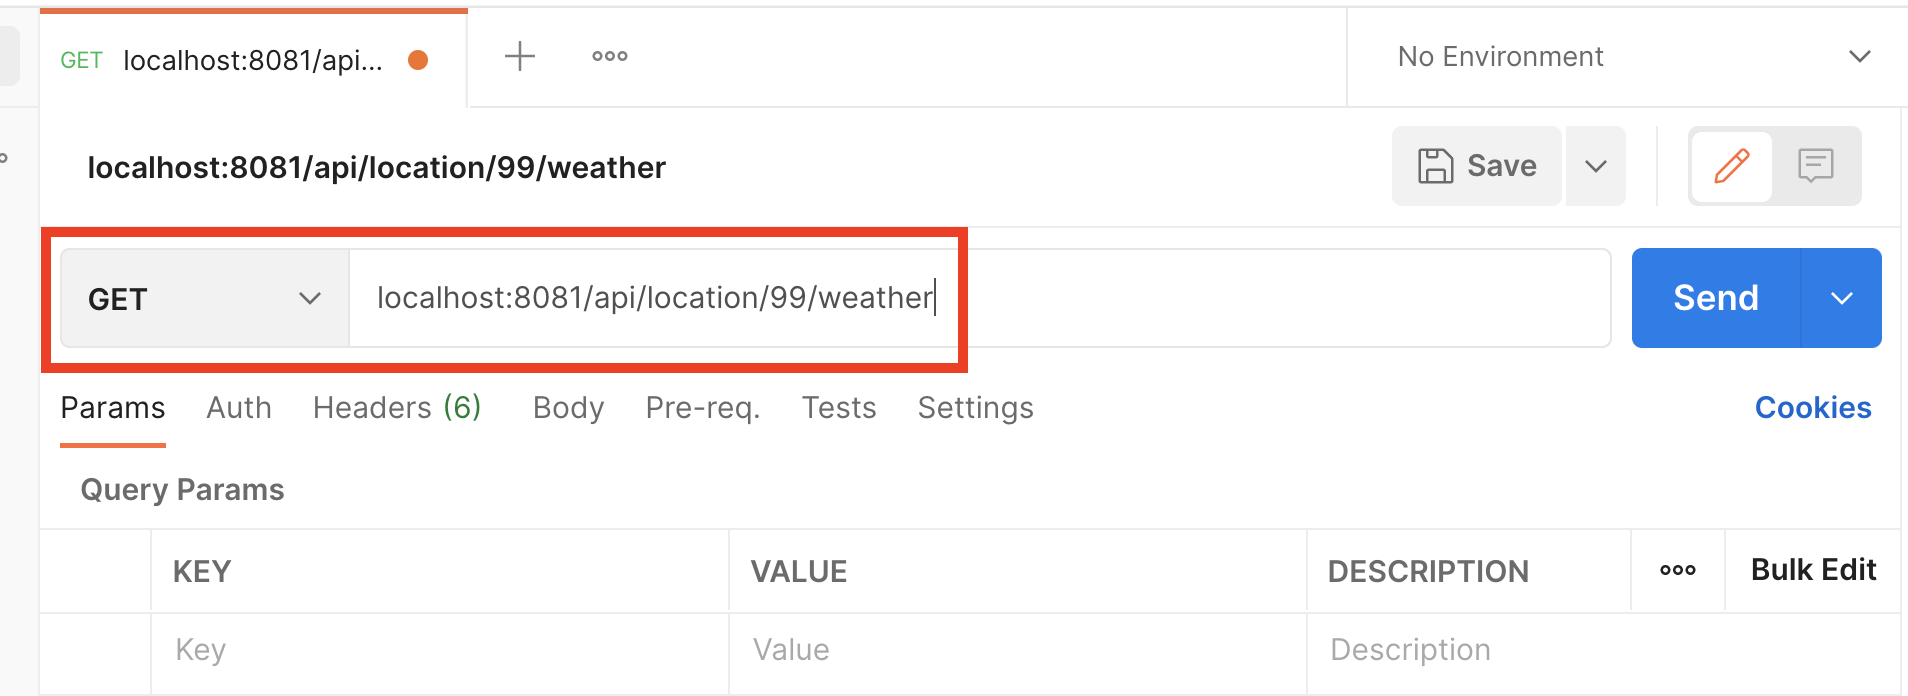 GET localhost:8081/api... No Environment
localhost:8081/api/location/99/weather Save
GET localhost:8081/api/location/99/weather Send
Params Auth Headers (6) Body Pre-req. Tests Settings Cookies
Query Params
KEY VALUE DESCRIPTION Bulk Edit
Key Value Description